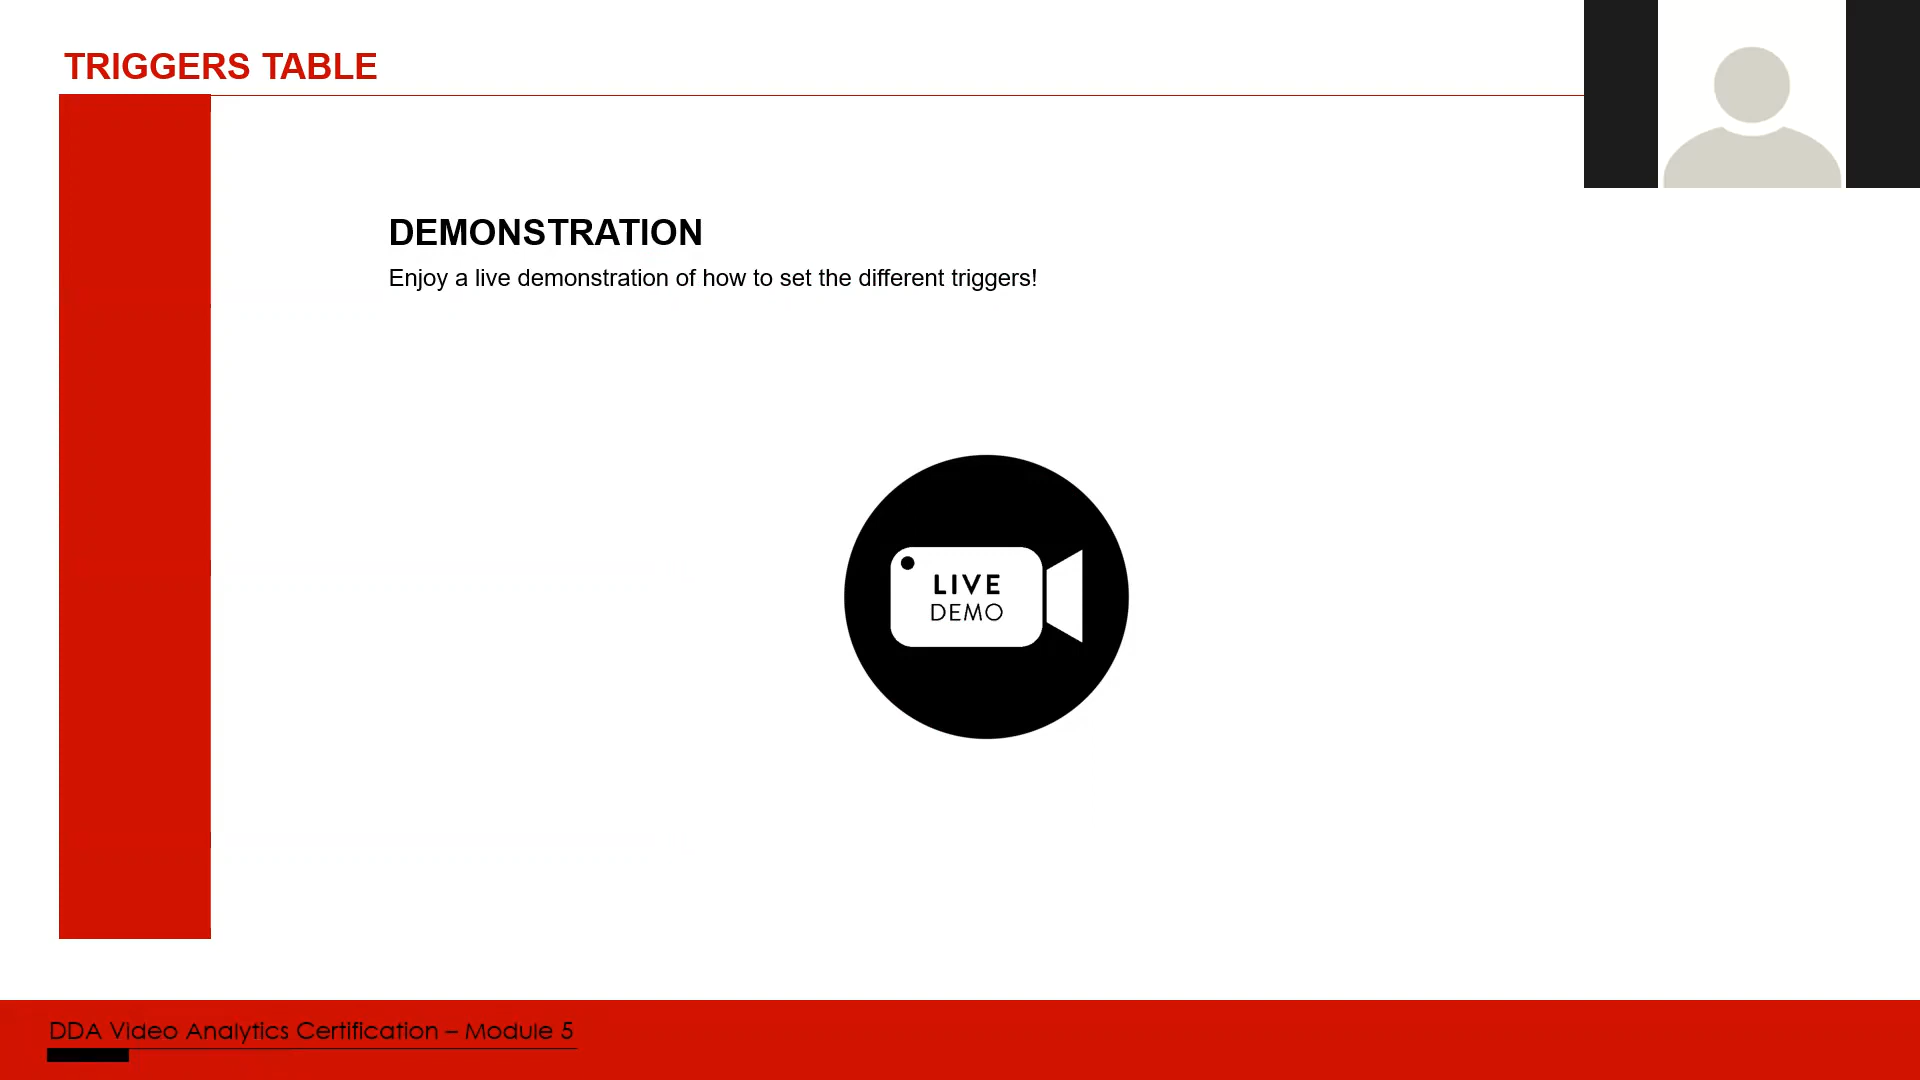 TRIGGERS TABLE
DEMONSTRATION
Enjoy a live demonstration of how to set the different triggers!
LIVE
DEMO
DDA Video Analytics Certification – Module 5